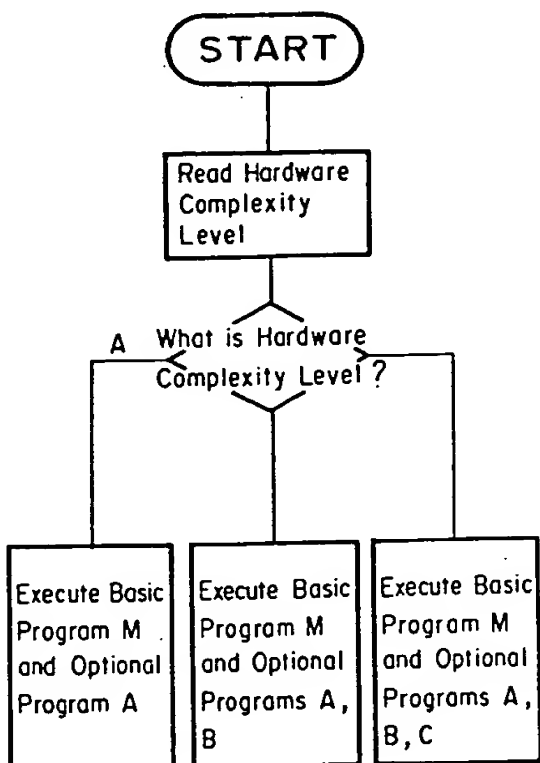 START
Read Hardware
Complexity
Level
A
What is Hardware
Complexity Level ?
Execute Basic
Program M
and Optional
Program A
Execute Basic
Program M
and Optional
Programs A,
B
Execute Basic
Program M
and Optional
Programs A,
B, C